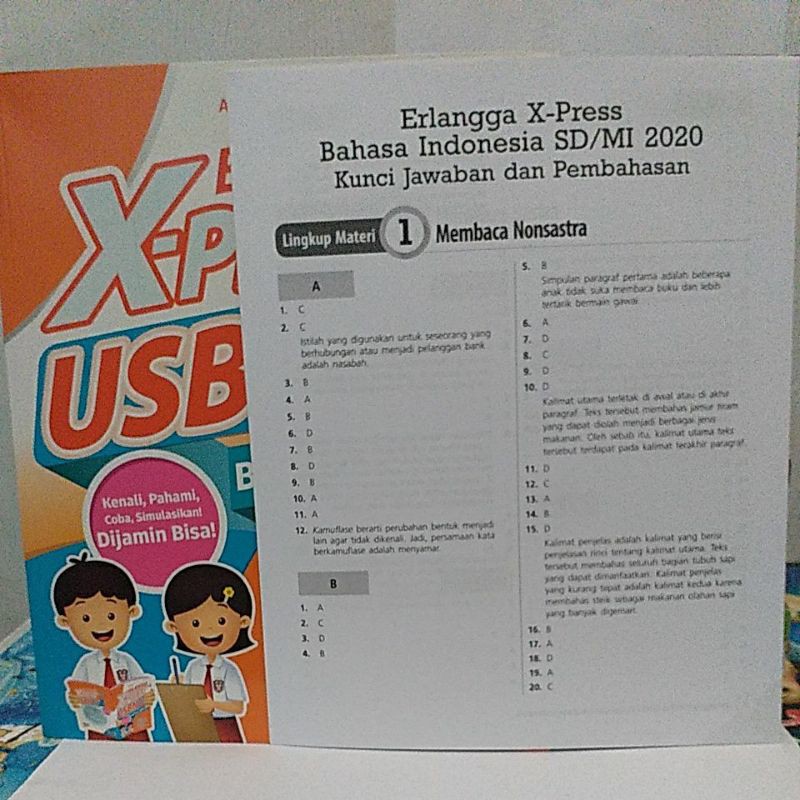 A
X-P
USB
B
Kenali, Pahami,
Coba, Simulasikan!
Dijamin Bisa!
Erlangga X-Press
Bahasa Indonesia SD/MI 2020
Kunci Jawaban dan Pembahasan
Lingkup Materi 1 Membaca Nonsastra
A
1. C
2. C
Istilah yang digunakan untuk seseorang yang
berhubungan atau menjadi pelanggan bank
adalah nasabah.
3. B
4. A
5. B
6. D
7. B
8. D
9. B
10. A
11. A
12. Kamuflase berarti perubahan bentuk menjadi
lain agar tidak dikenali. Jadi, persamaan kata
berkamuflase adalah menyamar.
B
1. A
2. C
3. D
4. B
5. B
Simpulan paragraf pertama adalah beberapa
anak tidak suka membaca buku dan lebih
tertarik bermain gawai.
6. A
7. D
8. C
9. D
10. D
Kalimat utama terletak di awal atau di akhir
paragraf. Teks tersebut membahas jamur tiram
yang dapat diolah menjadi berbagai jenis
makanan. Oleh sebab itu, kalimat utama teks
tersebut terdapat pada kalimat terakhir paragraf.
11. D
12. C
13. A
14. B
15. D
Kalimat penjelas adalah kalimat yang berisi
penjelasan rinci tentang kalimat utama. Teks
tersebut membahas seluruh bagian tubuh sapi
yang dapat dimanfaatkan. Kalimat penjelas
yang kurang tepat adalah kalimat kedua karena
membahas steik sebagai makanan olahan sapi
yang banyak digemari.
16. B
17. A
18. D
19. A
20. C